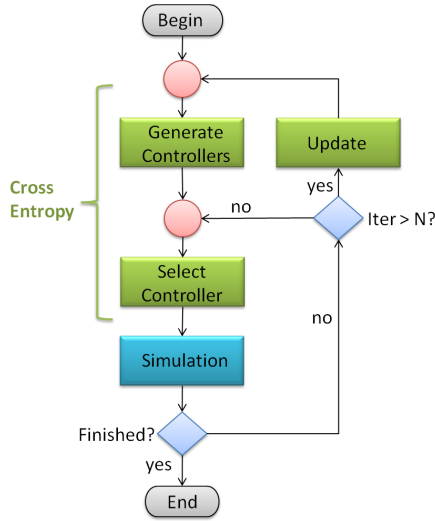 Begin
Generate
Controllers
Update
Cross
Entropy
yes
no
Iter > N?
Select
Controller
no
Simulation
Finished?
yes
End